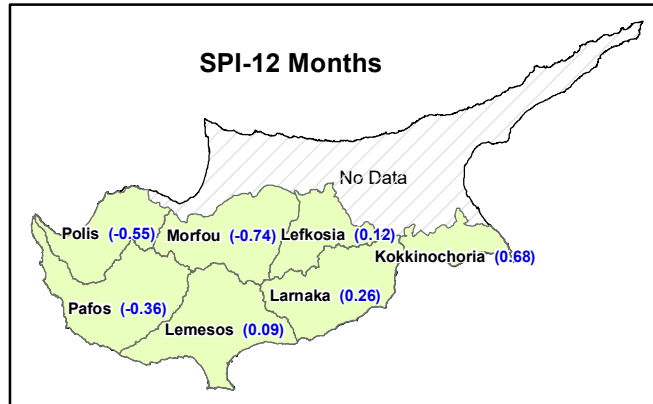 SPI-12 Months
No Data
Polis (-0.55)
Morfou (-0.74)
Lefkosia (0.12)
Kokkinochoria (0.68)
Pafos (-0.36)
Larnaka (0.26)
Lemesos (0.09)